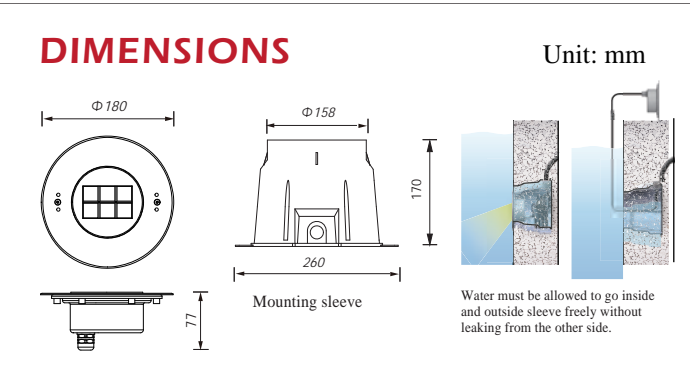 DIMENSIONS
Unit: mm
Φ180
Φ158
170
260
77
Mounting sleeve
Water must be allowed to go inside
and outside sleeve freely without
leaking from the other side.